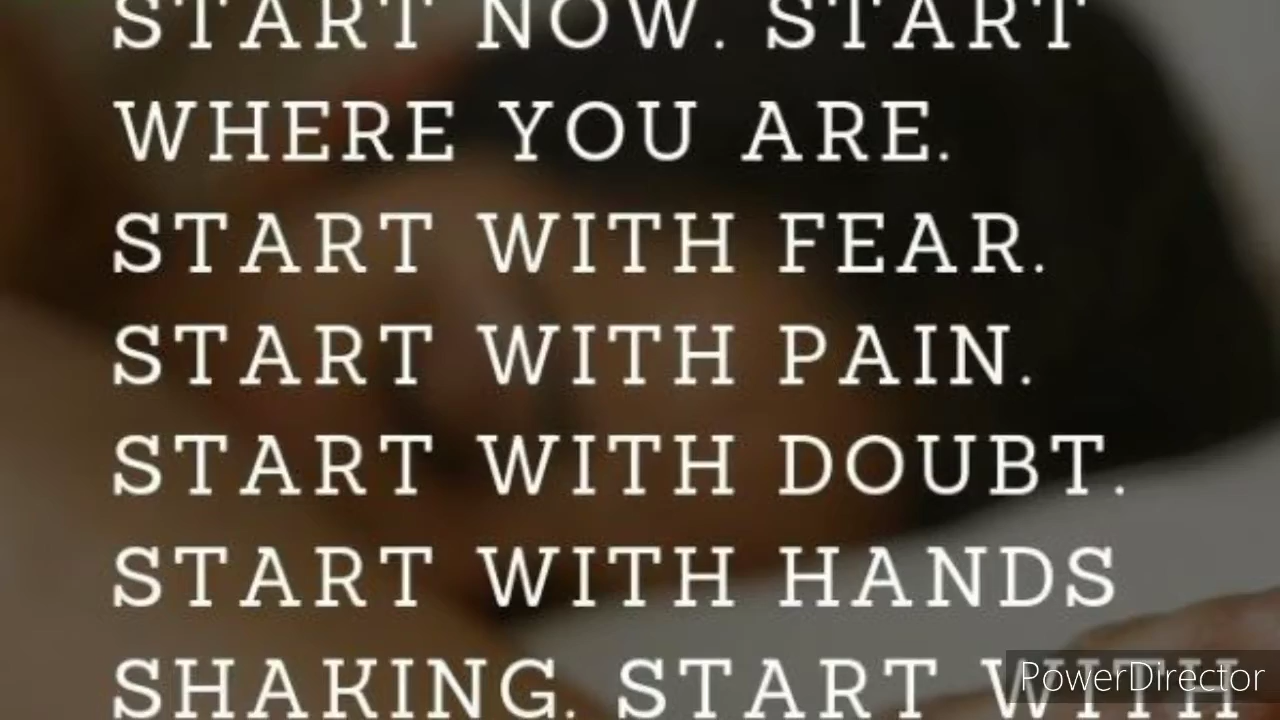 START NOW. START
WHERE YOU ARE.
START WITH FEAR.
START WITH PAIN.
START WITH DOUBT.
START WITH HANDS
SHAKING. START WITH
PowerDirector